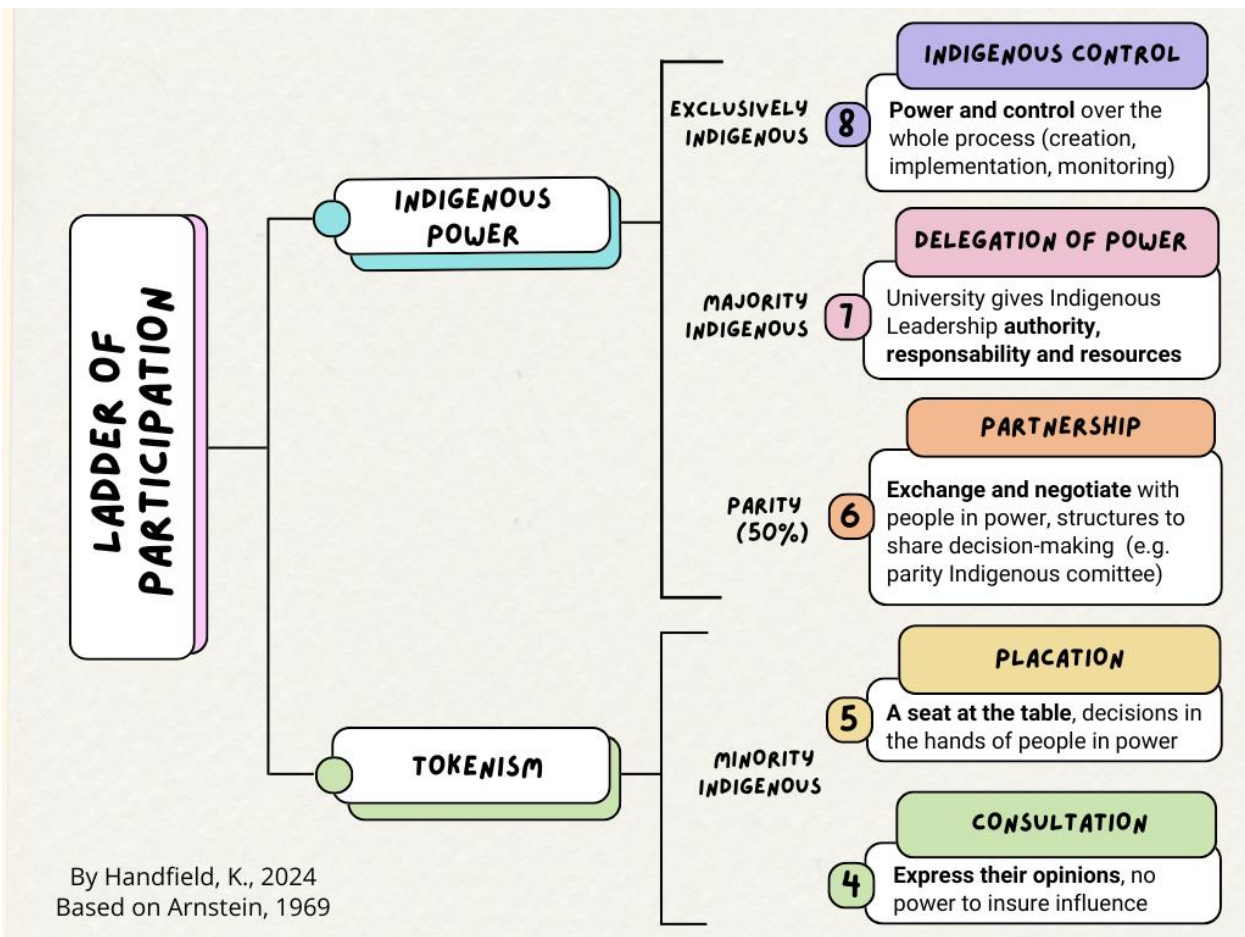 LADDER OF
PARTICIPATION
INDIGENOUS
POWER
EXCLUSIVELY
INDIGENOUS
8
INDIGENOUS CONTROL
Power and control over the
whole process (creation,
implementation, monitoring)
MAJORITY
INDIGENOUS
7
DELEGATION OF POWER
University gives Indigenous
Leadership authority,
responsability and resources
PARITY
(50%)
6
PARTNERSHIP
Exchange and negotiate with
people in power, structures to
share decision-making (e.g.
parity Indigenous comittee)
TOKENISM
MINORITY
INDIGENOUS
5
PLACATION
A seat at the table, decisions in
the hands of people in power
4
CONSULTATION
Express their opinions, no
power to insure influence
By Handfield, K., 2024
Based on Arnstein, 1969